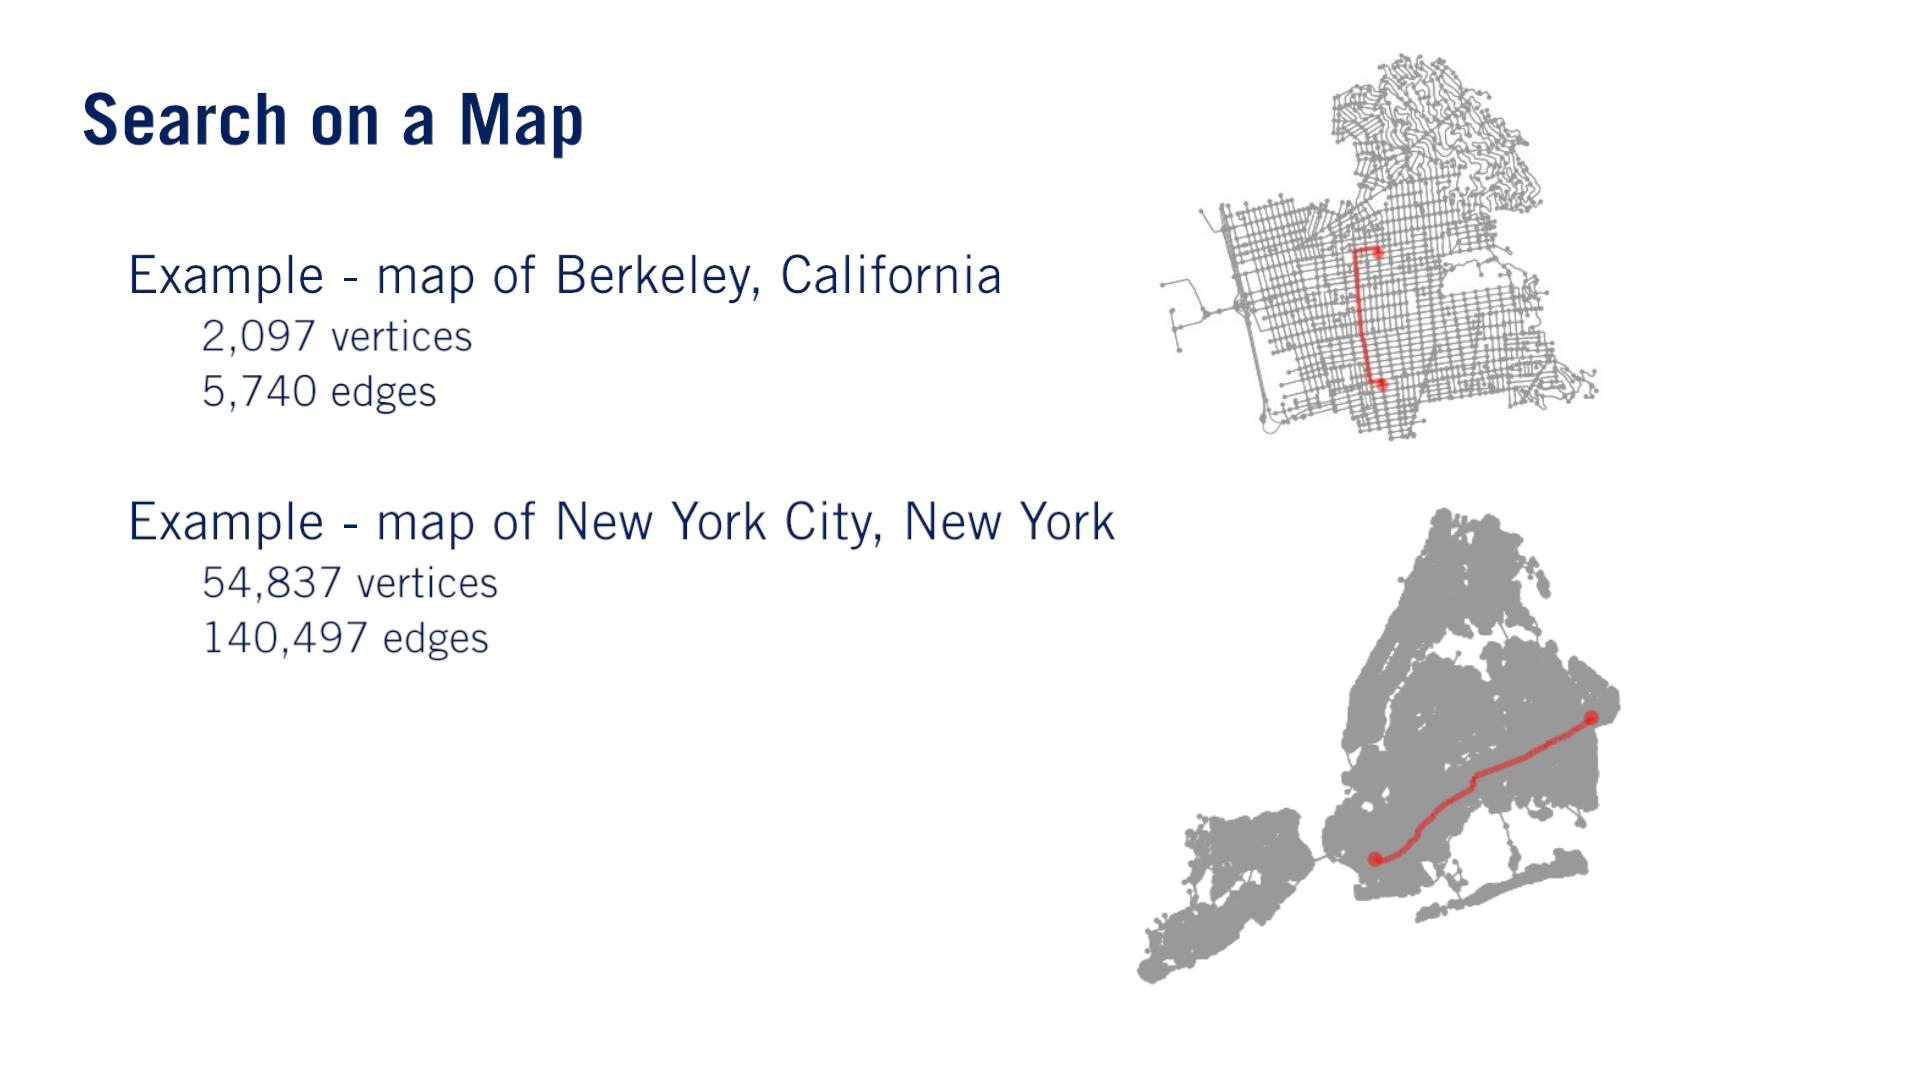 Search on a Map
Example - map of Berkeley, California
2,097 vertices
5,740 edges
Example - map of New York City, New York
54,837 vertices
140,497 edges